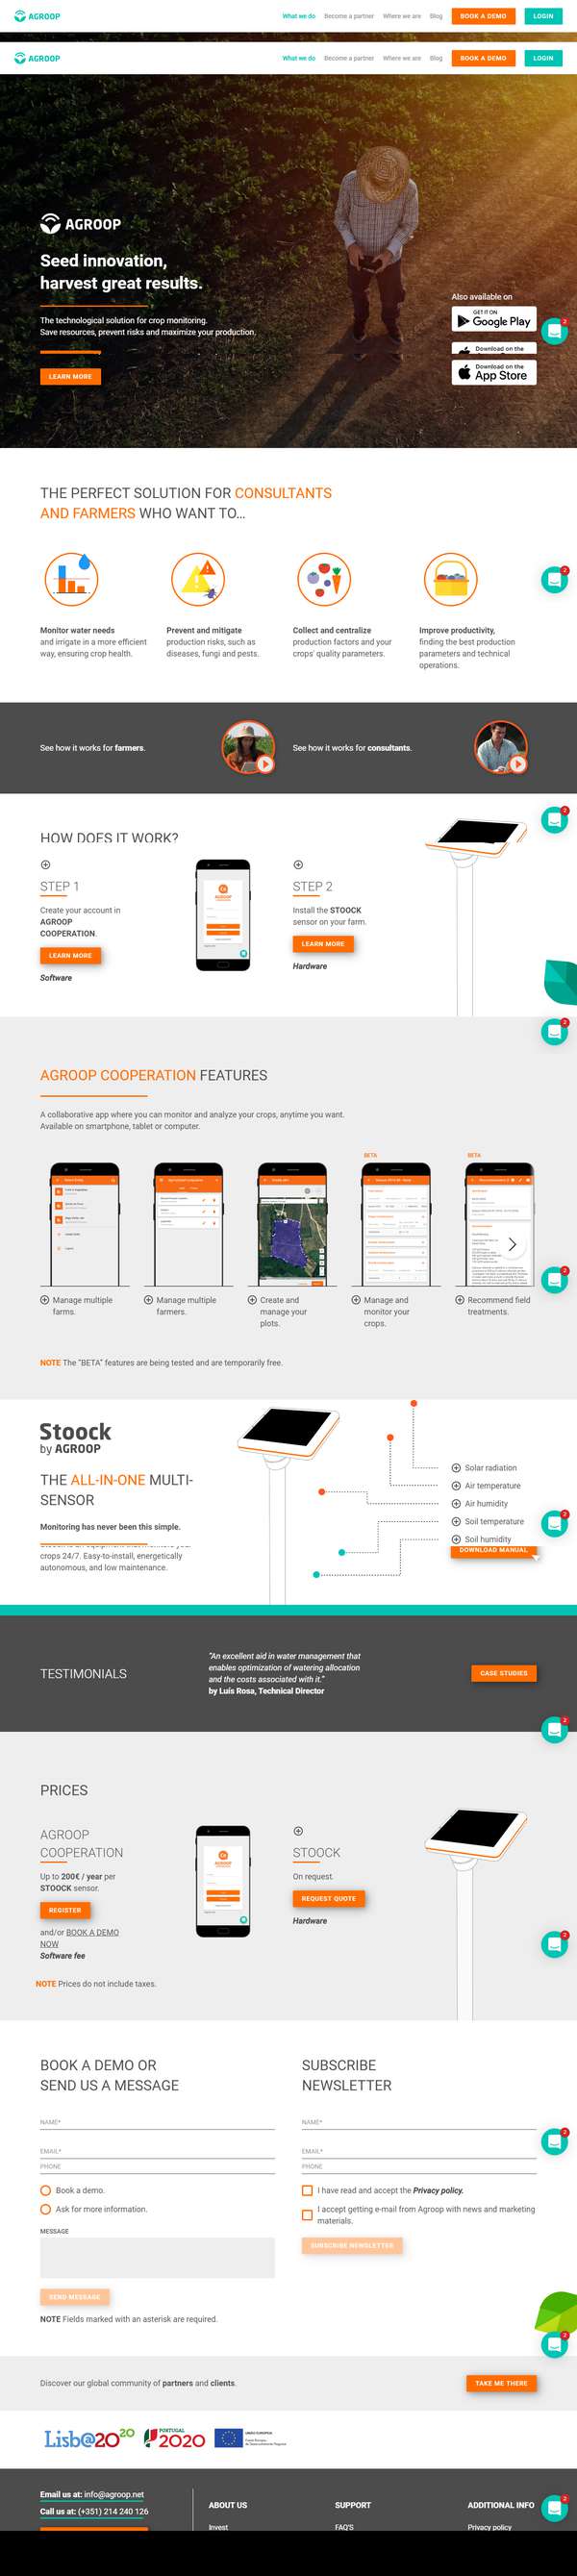 AGROOP
What we do Become a partner Where we are Blog BOOK A DEMO LOGIN
AGROOP
What we do Become a partner Where we are Blog BOOK A DEMO LOGIN
AGROOP
Seed innovation,
harvest great results.
The technological solution for crop monitoring.
Save resources, prevent risks and maximize your production.
LEARN MORE
Also available on
GET IT ON
Google Play
Download on the
Download on the
App Store
2
THE PERFECT SOLUTION FOR CONSULTANTS
AND FARMERS WHO WANT TO...
2
Monitor water needs
and irrigate in a more efficient
way, ensuring crop health.
Prevent and mitigate
production risks, such as
diseases, fungi and pests.
Collect and centralize
production factors and your
crops' quality parameters.
Improve productivity,
finding the best production
parameters and technical
operations.
See how it works for farmers.
See how it works for consultants.
2
HOW DOES IT WORK?
STEP 1
Create your account in
AGROOP
COOPERATION.
LEARN MORE
Software
AGROOP
STEP 2
Install the STOOCK
sensor on your farm.
LEARN MORE
Hardware
2
AGROOP COOPERATION FEATURES
A collaborative app where you can monitor and analyze your crops, anytime you want.
Available on smartphone, tablet or computer.
BETA
BETA
Manage multiple
farms.
Manage multiple
farmers.
Create and
manage your
plots.
Manage and
monitor your
crops.
Recommend field
treatments.
2
NOTE The "BETA" features are being tested and are temporarily free.
Stoock
by AGROOP
THE ALL-IN-ONE MULTI-
SENSOR
Monitoring has never been this simple.
crops 24/7. Easy-to-install, energetically
autonomous, and low maintenance.
Solar radiation
Air temperature
Air humidity
Soil temperature
Soil humidity
DOWNLOAD MANUAL
2
TESTIMONIALS
"An excellent aid in water management that
enables optimization of watering allocation
and the costs associated with it."
by Luís Rosa, Technical Director
CASE STUDIES
2
PRICES
AGROOP
COOPERATION
Up to 200€ / year per
STOOCK sensor.
REGISTER
and/or BOOK A DEMO
NOW
Software fee
AGROOP
STOOCK
On request.
REQUEST QUOTE
Hardware
2
NOTE Prices do not include taxes.
BOOK A DEMO OR
SEND US A MESSAGE
NAME*
EMAIL*
PHONE
Book a demo.
Ask for more information.
MESSAGE
SEND MESSAGE
NOTE Fields marked with an asterisk are required.
SUBSCRIBE
NEWSLETTER
NAME*
EMAIL*
PHONE
I have read and accept the Privacy policy.
I accept getting e-mail from Agroop with news and marketing
materials.
SUBSCRIBE NEWSLETTER
2
2
Discover our global community of partners and clients.
TAKE ME THERE
Lisb@2020
PORTUGAL
2020
UNIÃO EUROPEIA
Email us at: info@agroop.net
Call us at: (+351) 214 240 126
ABOUT US
Invest
SUPPORT
FAQ'S
ADDITIONAL INFO
Privacy policy
2